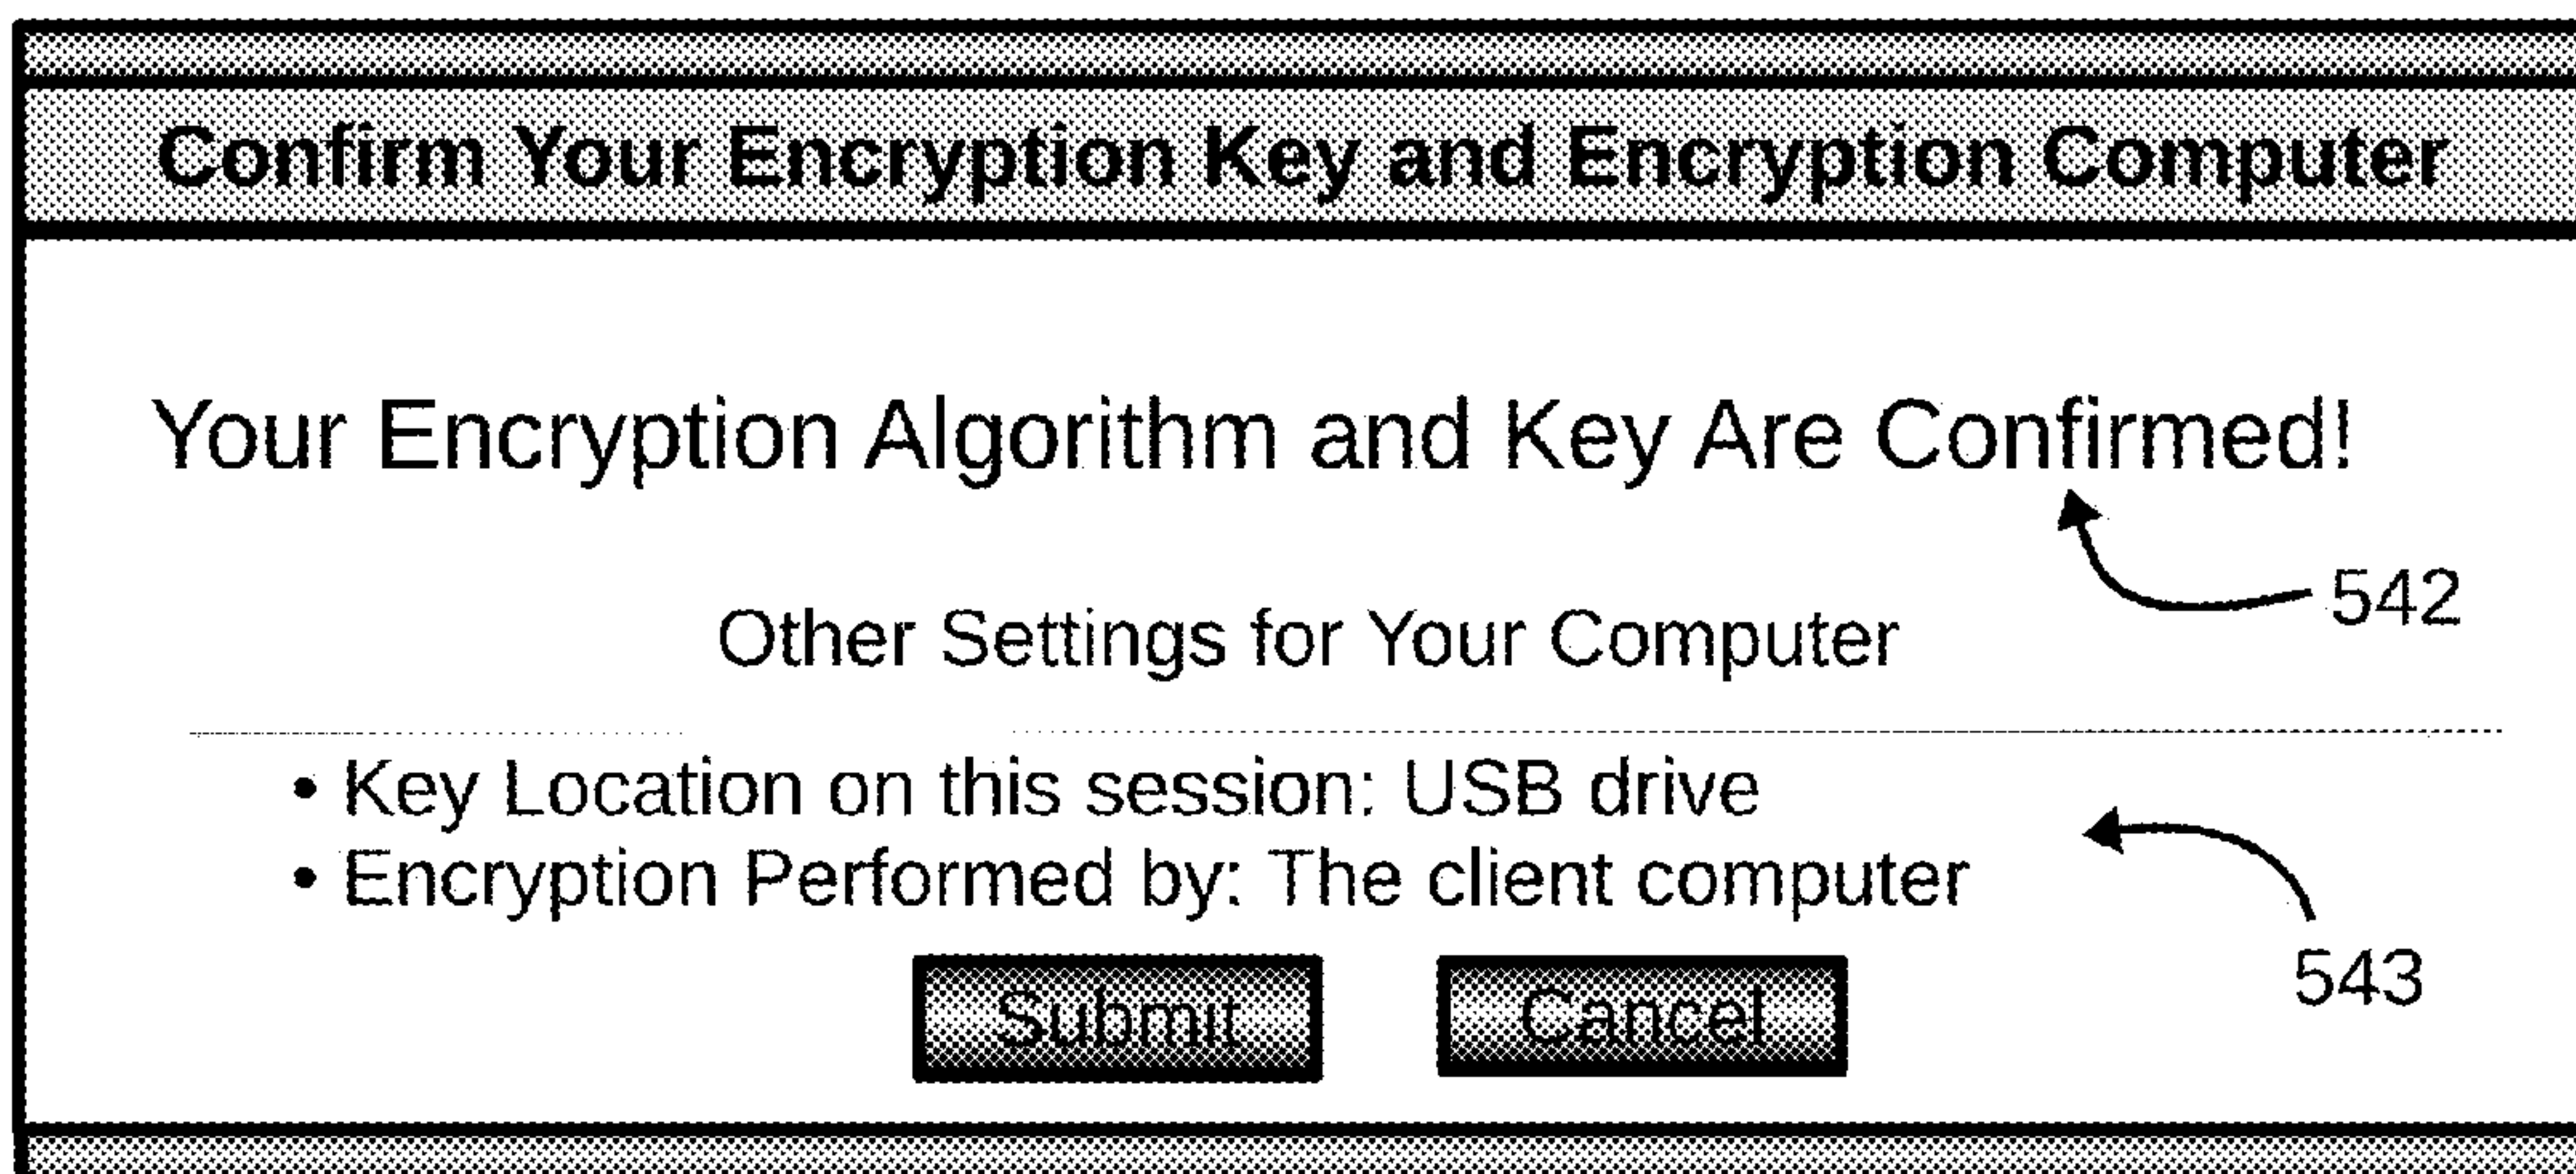 Confirm Your Encryption Key and Encryption Computer
Your Encryption Algorithm and Key Are Confirmed!
542
Other Settings for Your Computer
• Key Location on this session: USB drive
• Encryption Performed by: The client computer
543
Submit Cancel